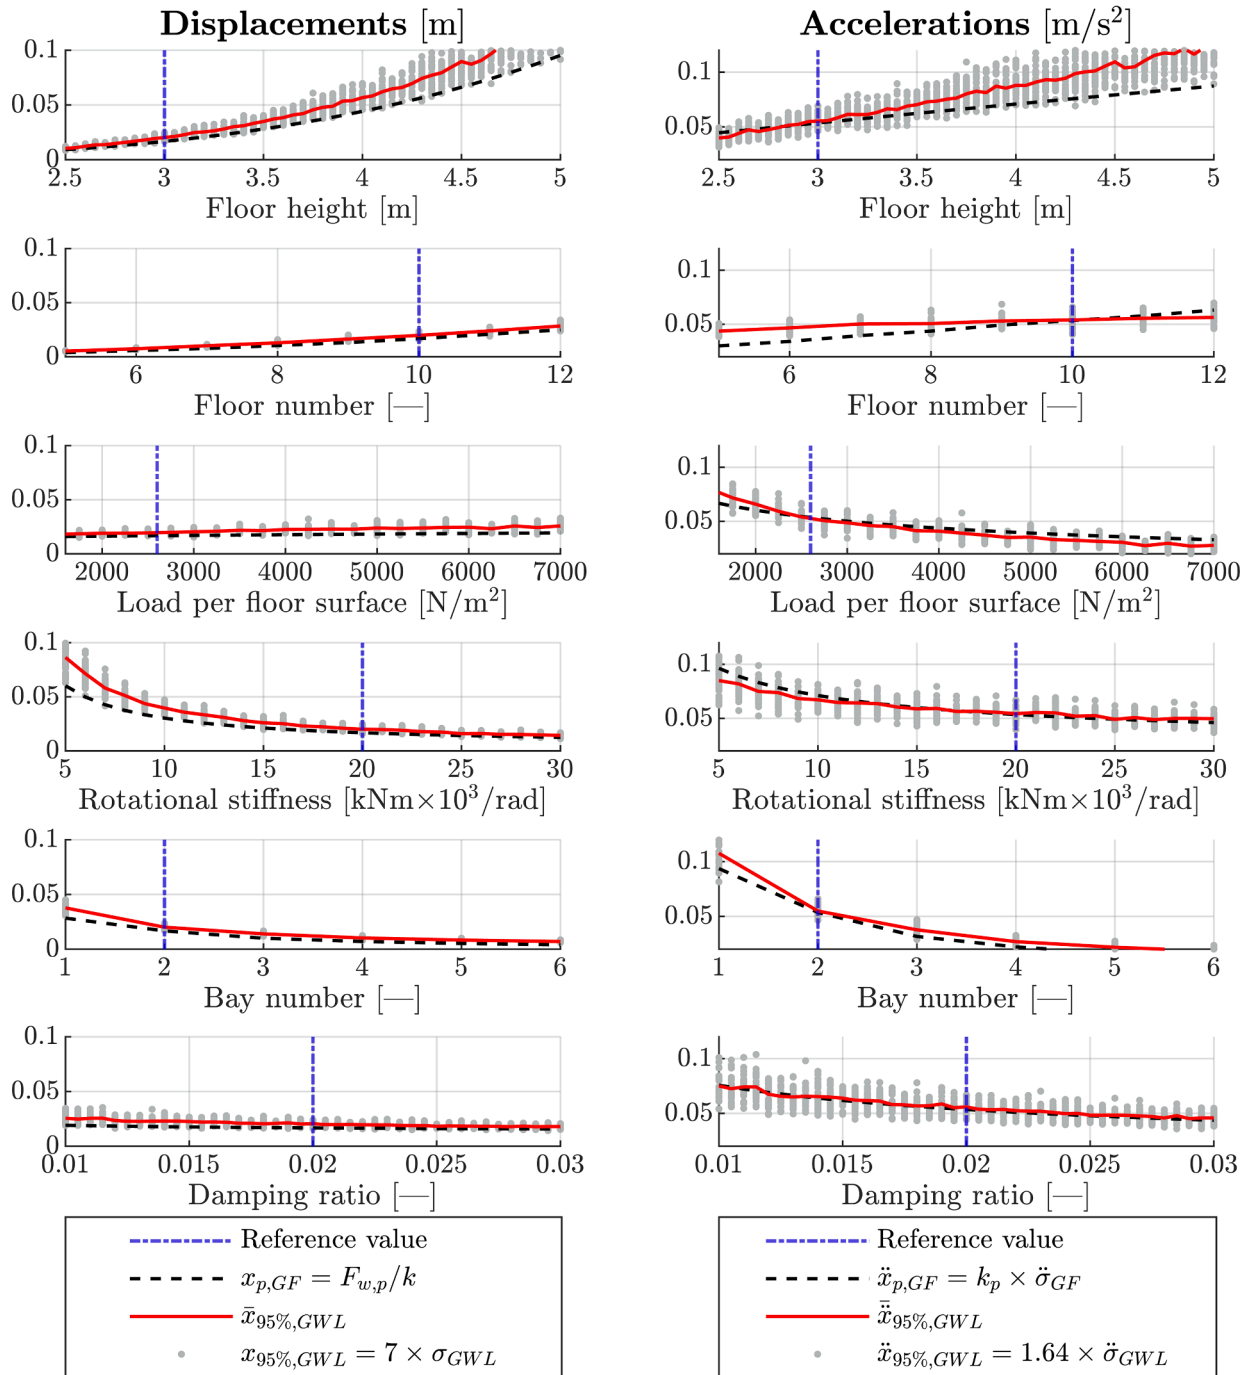 Displacements [m]
0.1
0.05
0
2.5 3 3.5 4 4.5 5
Floor height [m]
0.1
0.05
0
6 8 10 12
Floor number [—]
0.1
0.05
0
2000 3000 4000 5000 6000 7000
Load per floor surface [N/m²]
0.1
0.05
0
5 10 15 20 25 30
Rotational stiffness [kNm×10³/rad]
0.1
0.05
0
1 2 3 4 5 6
Bay number [—]
0.1
0.05
0
0.01 0.015 0.02 0.025 0.03
Damping ratio [—]
Reference value
x_{p,GF} = F_{w,p}/k
x̄_{95%,GWL}
x_{95%,GWL} = 7 × σ_{GWL}
Accelerations [m/s²]
0.1
0.05
2.5 3 3.5 4 4.5 5
Floor height [m]
0.1
0.05
6 8 10 12
Floor number [—]
0.1
0.05
2000 3000 4000 5000 6000 7000
Load per floor surface [N/m²]
0.1
0.05
5 10 15 20 25 30
Rotational stiffness [kNm×10³/rad]
0.1
0.05
1 2 3 4 5 6
Bay number [—]
0.1
0.05
0.01 0.015 0.02 0.025 0.03
Damping ratio [—]
Reference value
ẍ_{p,GF} = k_p × σ̈_{GF}
ẍ̄_{95%,GWL}
ẍ_{95%,GWL} = 1.64 × σ̈_{GWL}